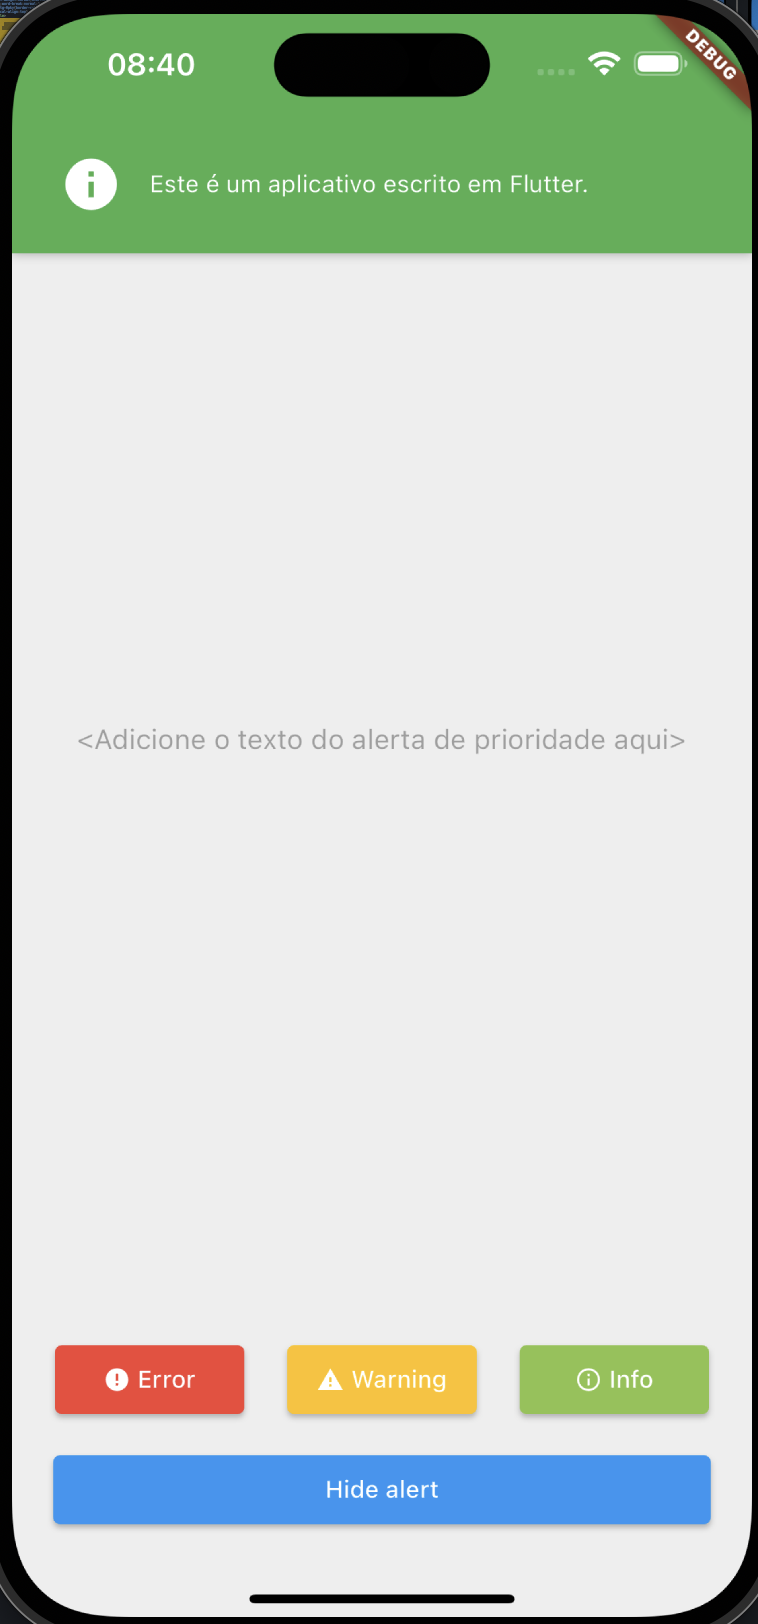 08:40
DEBUG
Este é um aplicativo escrito em Flutter.
<Adicione o texto do alerta de prioridade aqui>
Error
Warning
Info
Hide alert